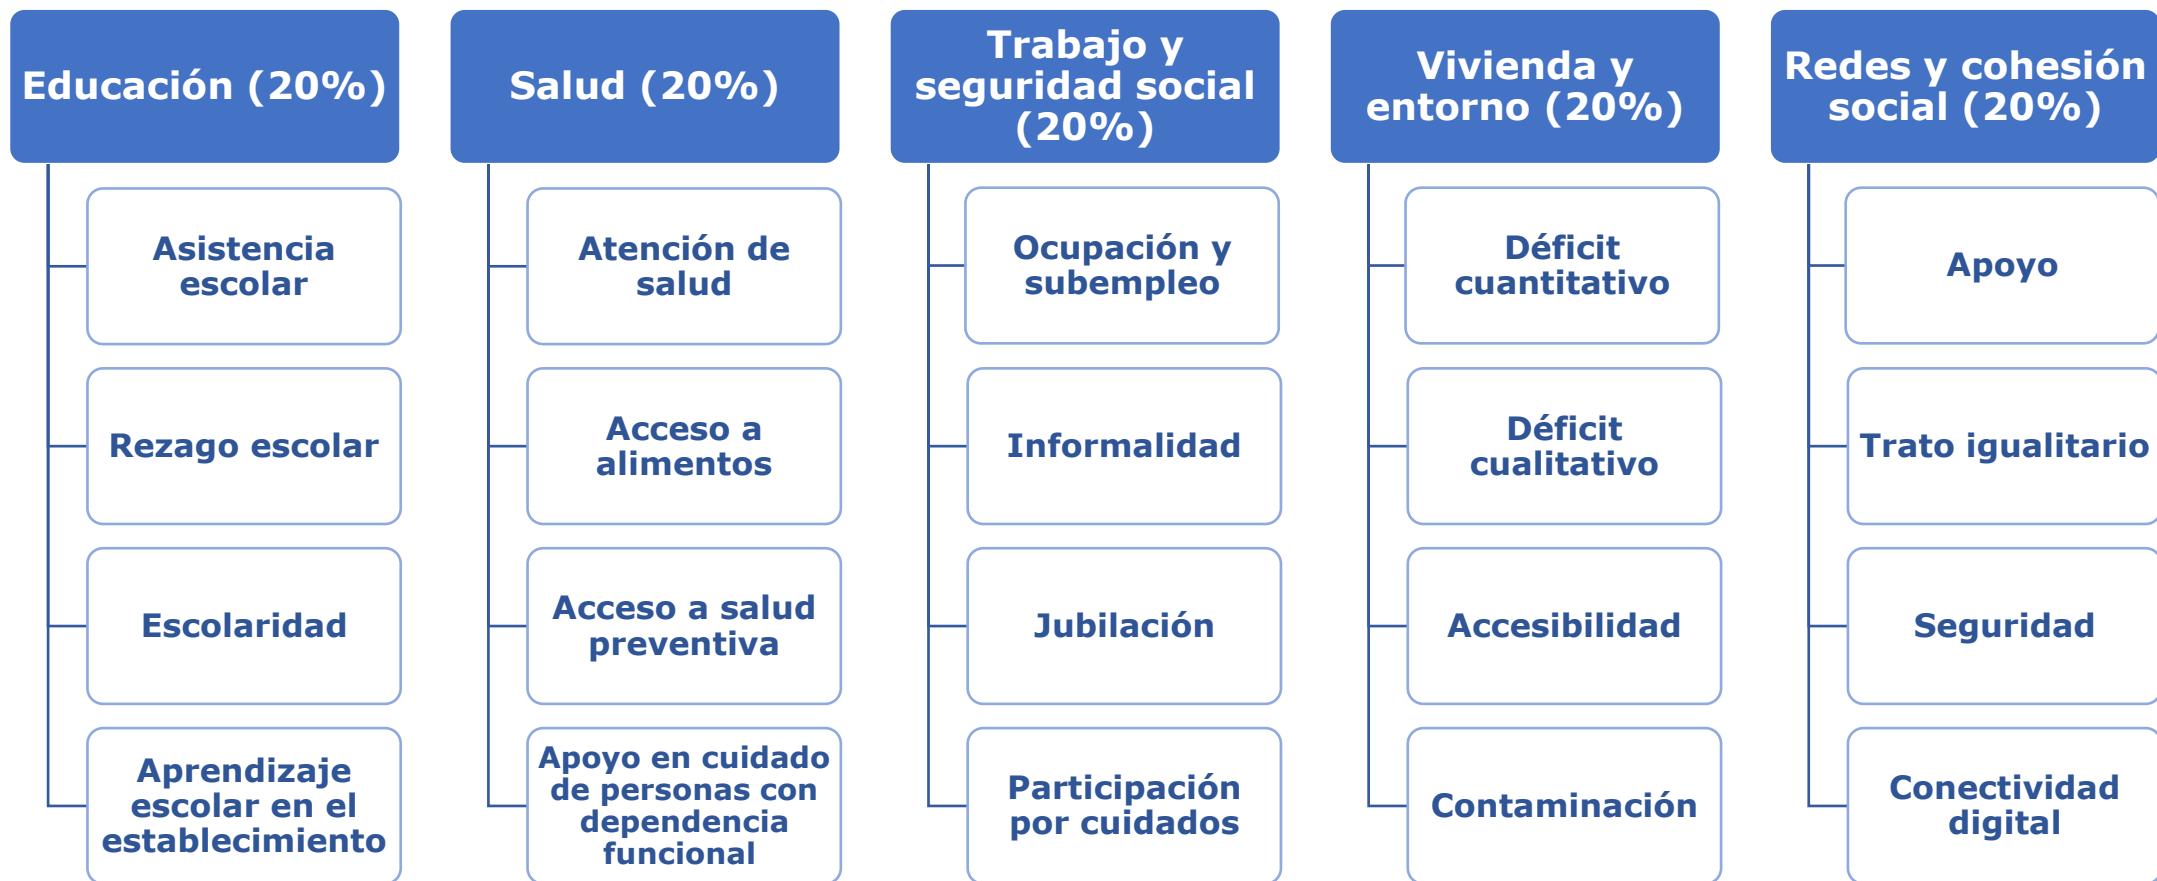 Educación (20%)
Asistencia
escolar
Rezago escolar
Escolaridad
Aprendizaje
escolar en el
establecimiento
Salud (20%)
Atención de
salud
Acceso a
alimentos
Acceso a salud
preventiva
Apoyo en cuidado
de personas con
dependencia
funcional
Trabajo y
seguridad social
(20%)
Ocupación y
subempleo
Informalidad
Jubilación
Participación
por cuidados
Vivienda y
entorno (20%)
Déficit
cuantitativo
Déficit
cualitativo
Accesibilidad
Contaminación
Redes y cohesión
social (20%)
Apoyo
Trato igualitario
Seguridad
Conectividad
digital